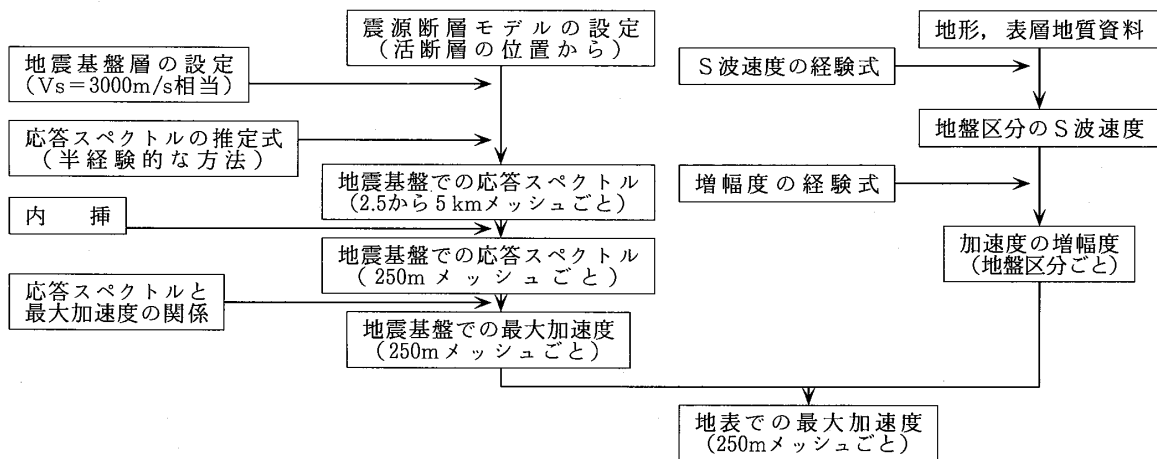 震源断層モデルの設定
(活断層の位置から)
地形，表層地質資料
地震基盤層の設定
(Vs＝3000m/s相当)
S波速度の経験式
応答スペクトルの推定式
(半経験的な方法)
地盤区分のS波速度
地震基盤での応答スペクトル
(2.5から5kmメッシュごと)
増幅度の経験式
内　挿
地震基盤での応答スペクトル
(250mメッシュごと)
加速度の増幅度
(地盤区分ごと)
応答スペクトルと
最大加速度の関係
地震基盤での最大加速度
(250mメッシュごと)
地表での最大加速度
(250mメッシュごと)